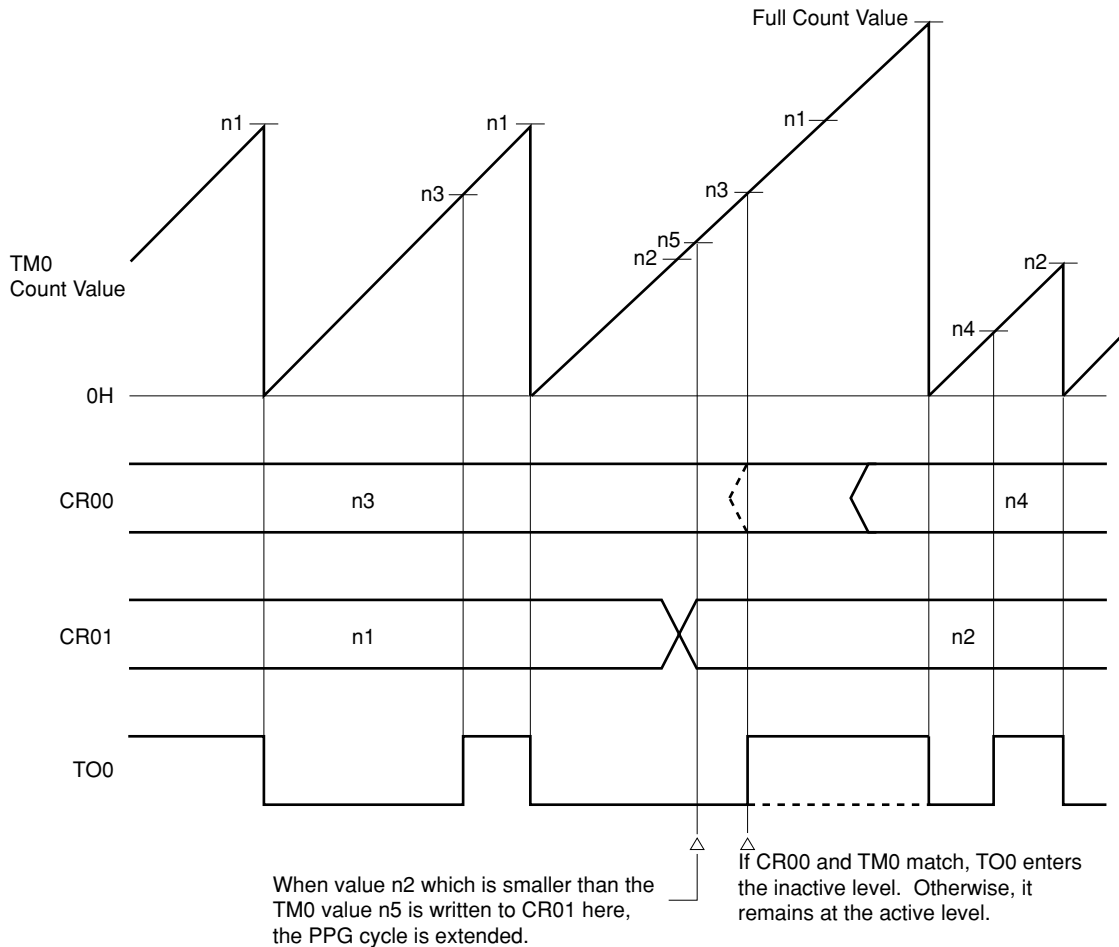 Full Count Value
n1
n1
n1
n3
n3
n5
n2
n2
TM0
Count Value
n4
0H
CR00
n3
n4
CR01
n1
n2
TO0
When value n2 which is smaller than the
TM0 value n5 is written to CR01 here,
the PPG cycle is extended.
If CR00 and TM0 match, TO0 enters
the inactive level. Otherwise, it
remains at the active level.